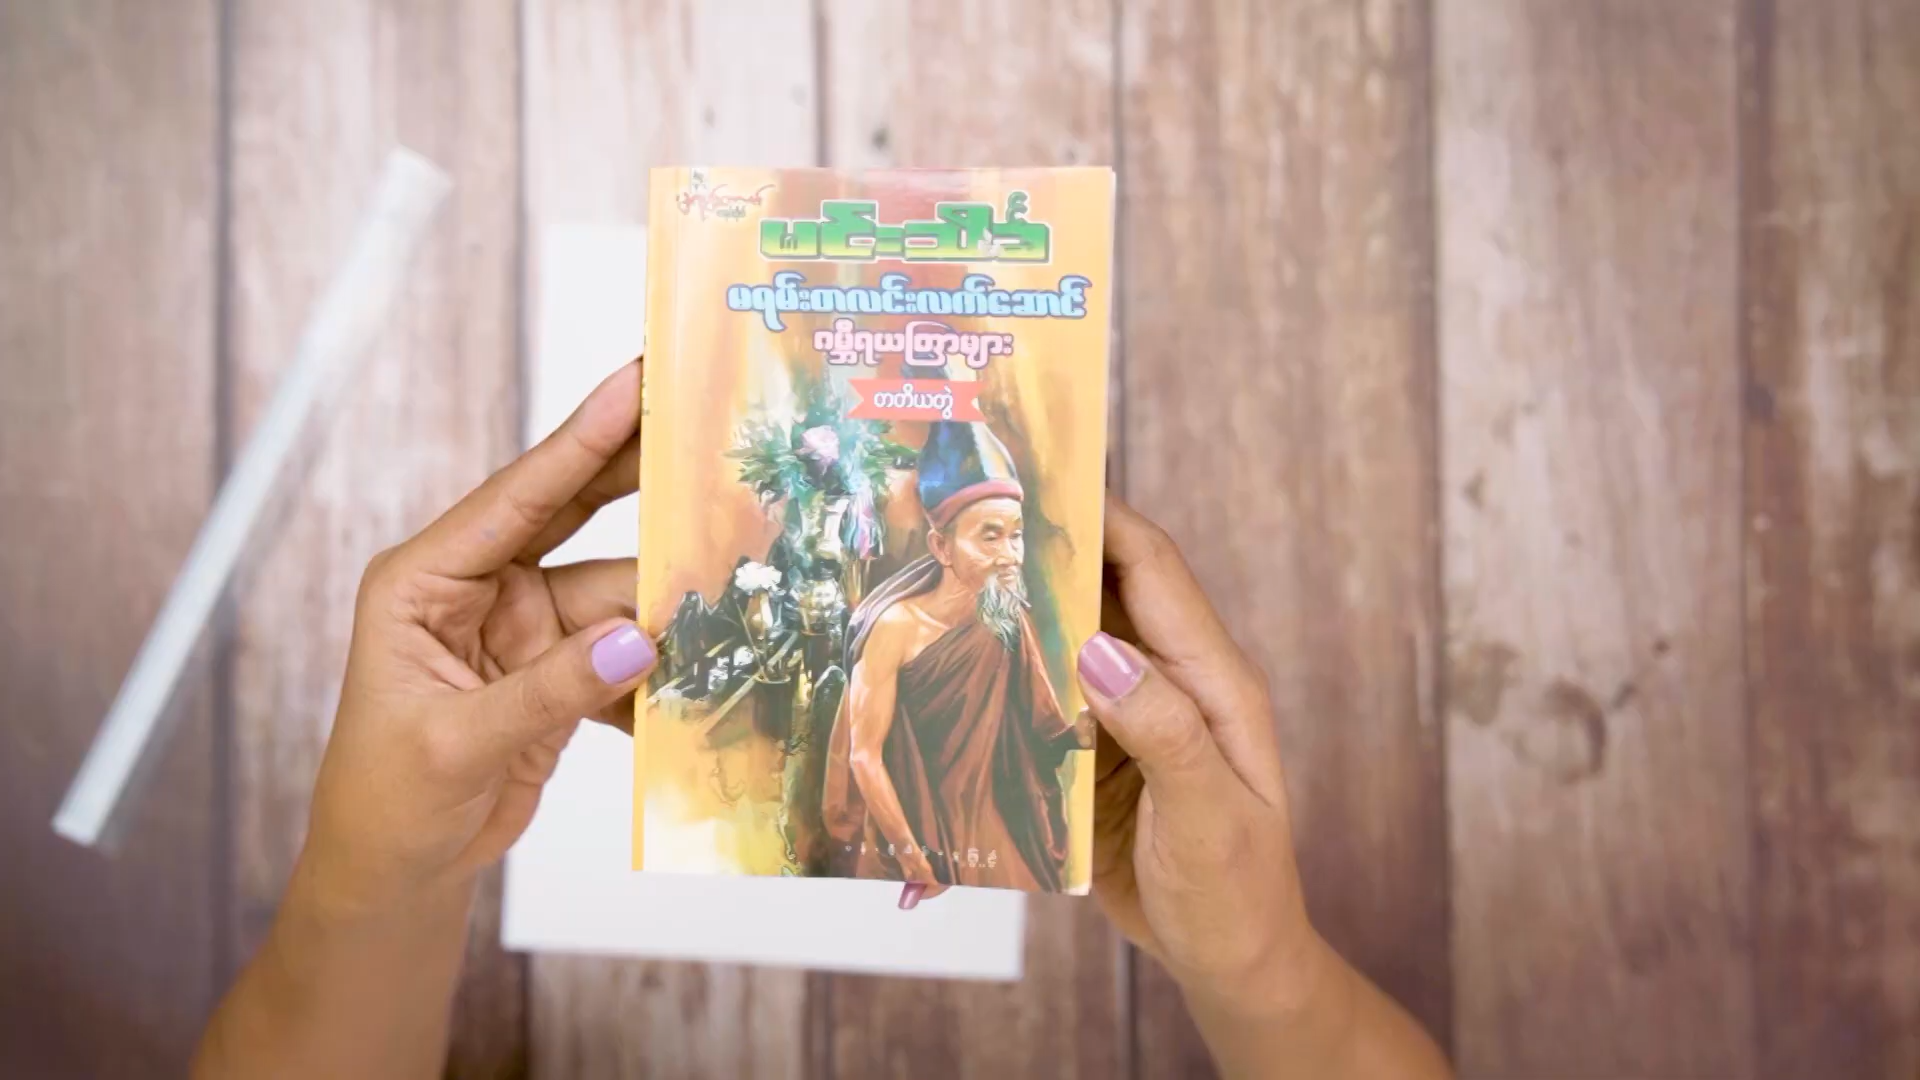 မင်းသိင်္ခ
မရမ်းတလင်းလက်ဆောင်
ဂမ္ဘီရယတြာများ
တတိယတွဲ